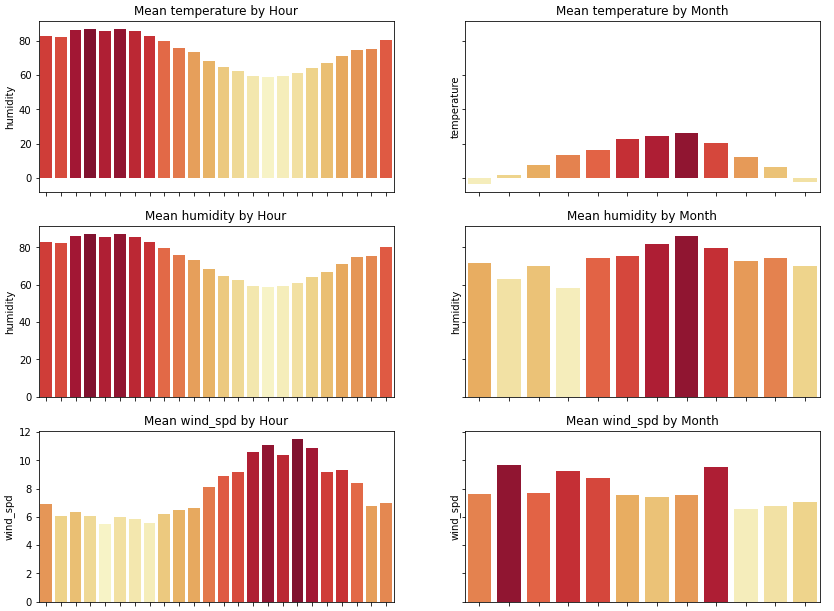 Mean temperature by Hour
humidity
80
60
40
20
0
Mean temperature by Month
temperature
Mean humidity by Hour
humidity
80
60
40
20
0
Mean humidity by Month
humidity
Mean wind_spd by Hour
wind_spd
12
10
8
6
4
2
0
Mean wind_spd by Month
wind_spd